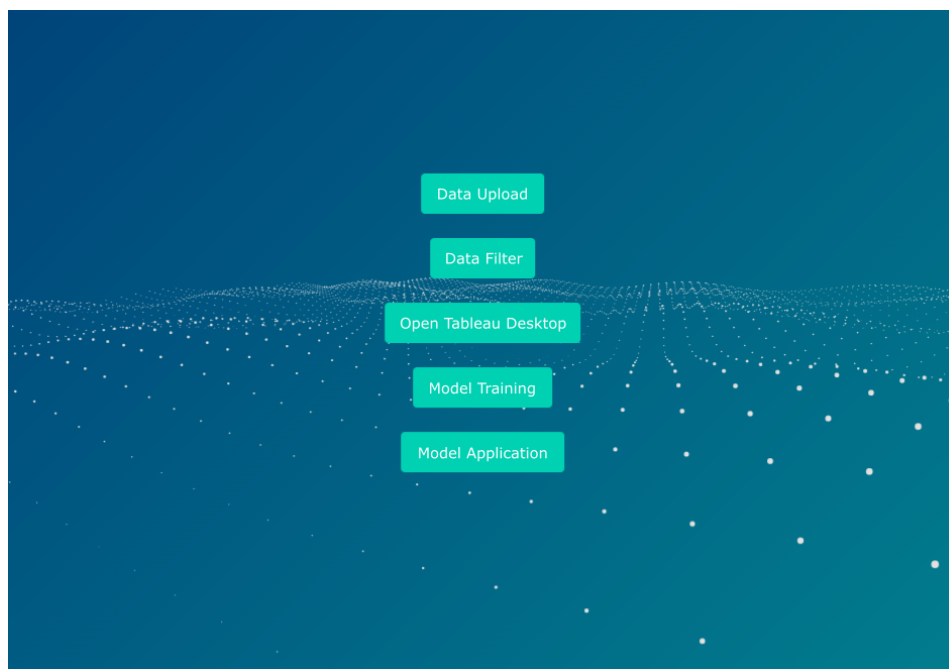 Data Upload
Data Filter
Open Tableau Desktop
Model Training
Model Application